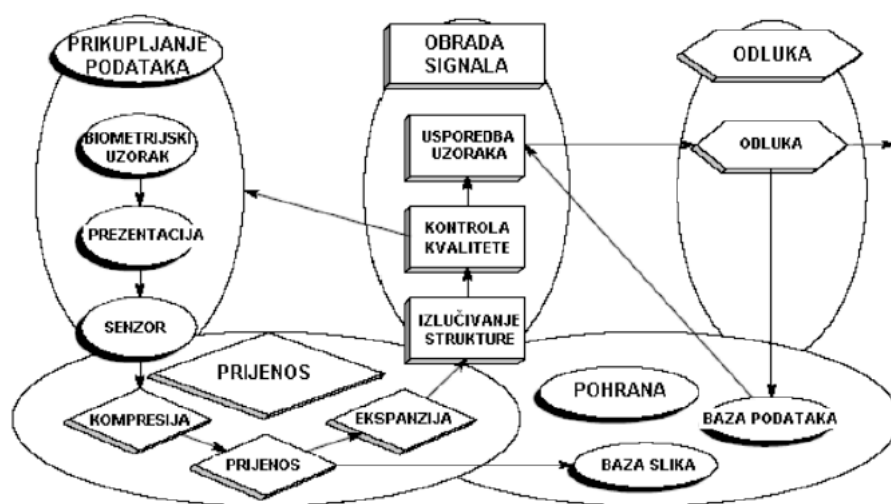 PRIKUPLJANJE
PODATAKA
BIOMETRIJSKI
UZORAK
PREZENTACIJA
SENZOR
OBRADA
SIGNALA
USPOREDBA
UZORAKA
KONTROLA
KVALITETE
IZLUČIVANJE
STRUKTURE
ODLUKA
ODLUKA
PRIJENOS
KOMPRESIJA
PRIJENOS
EKSPANZIJA
POHRANA
BAZA PODATAKA
BAZA SLIKA